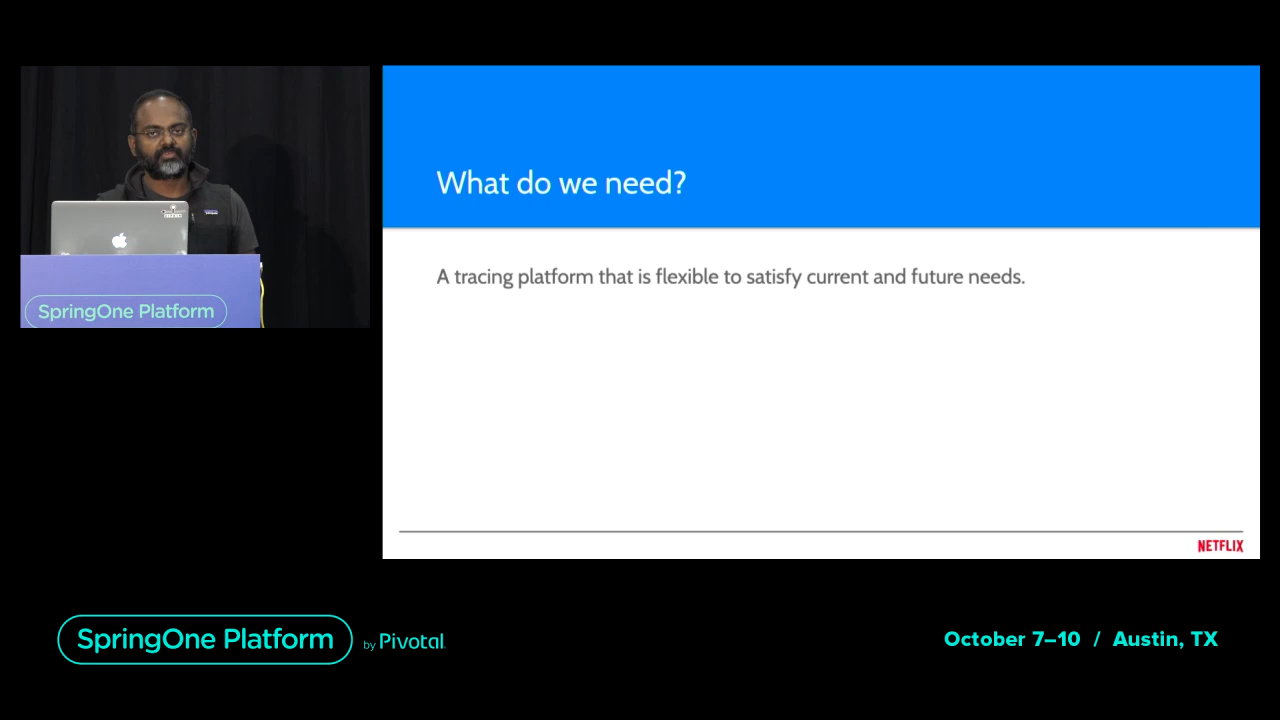 What do we need?
A tracing platform that is flexible to satisfy current and future needs.
SpringOne Platform
NETFLIX
SpringOne Platform by Pivotal
October 7–10 / Austin, TX